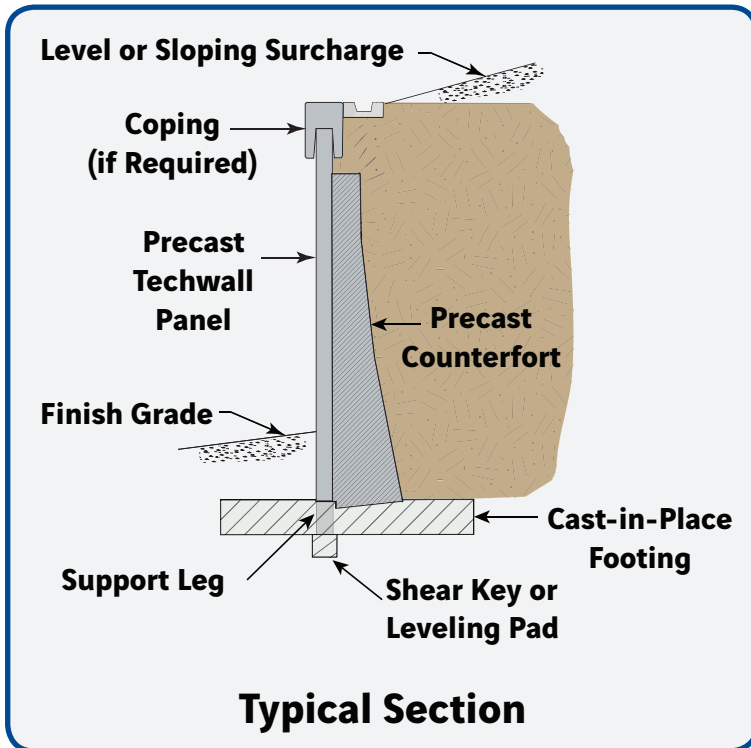 Level or Sloping Surcharge
Coping
(if Required)
Precast
Techwall
Panel
Precast
Counterfort
Finish Grade
Cast-in-Place
Footing
Support Leg
Shear Key or
Leveling Pad
Typical Section